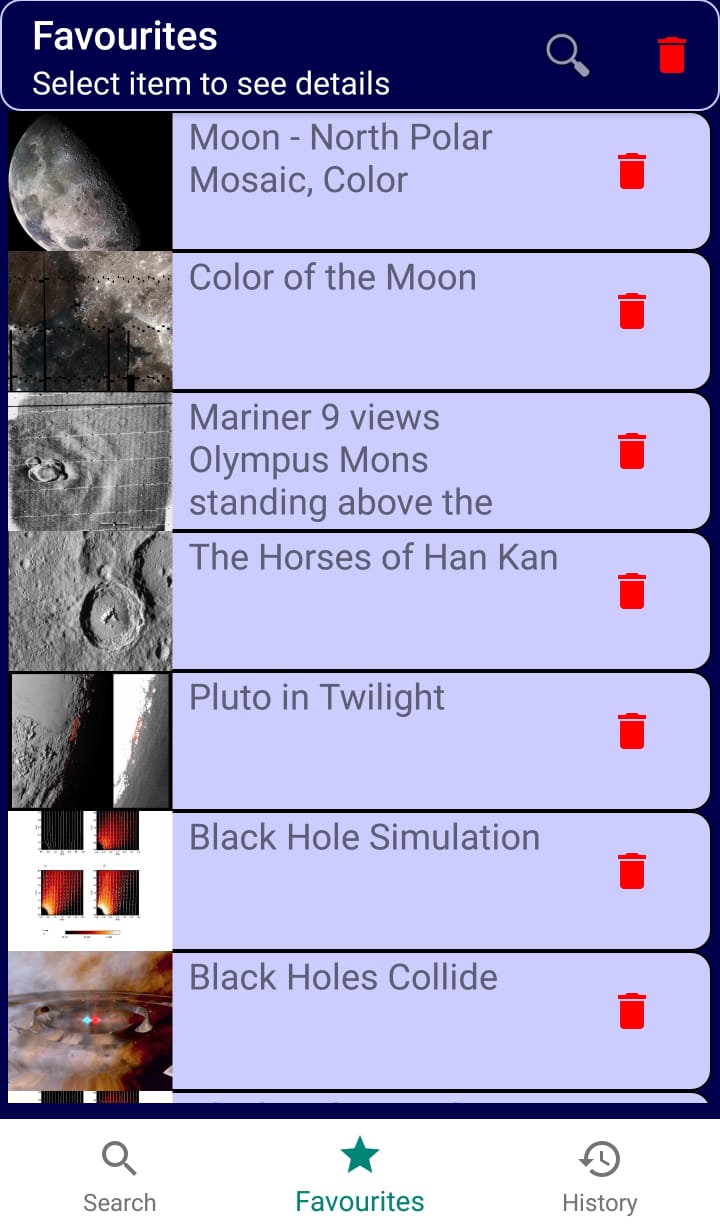 Favourites
Select item to see details
Moon - North Polar
Mosaic, Color
Color of the Moon
Mariner 9 views
Olympus Mons
standing above the
The Horses of Han Kan
Pluto in Twilight
Black Hole Simulation
Black Holes Collide
Search
Favourites
History